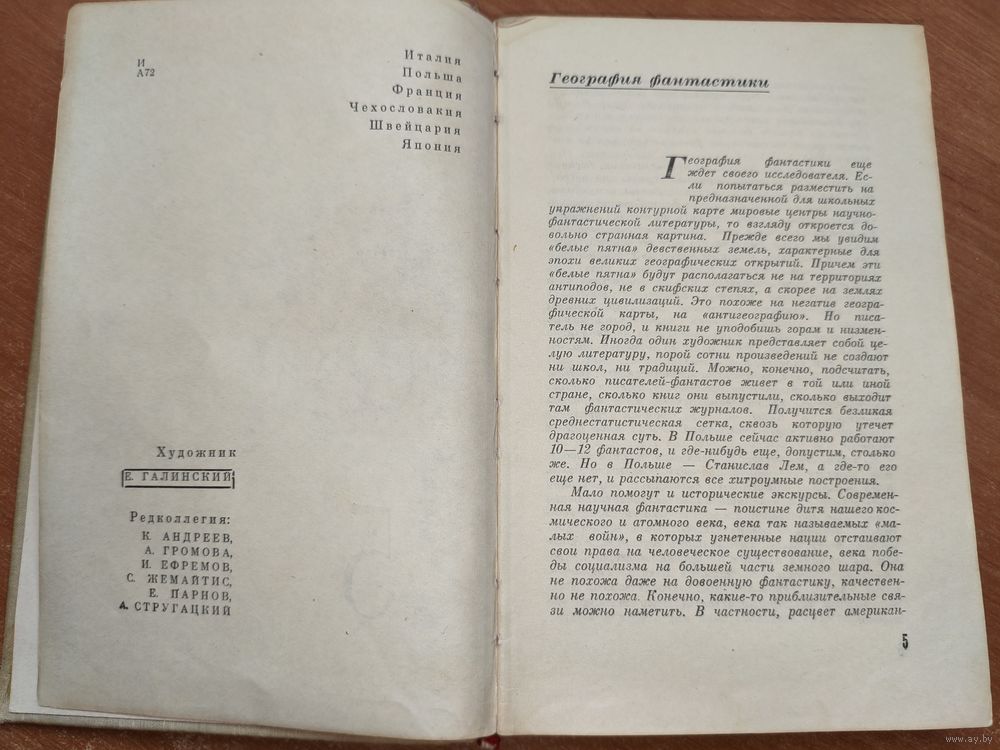 И
А72
Италия
Польша
Франция
Чехословакия
Швейцария
Япония
Художник
Е. ГАЛИНСКИЙ
Редколлегия:
К. АНДРЕЕВ,
А. ГРОМОВА,
И. ЕФРЕМОВ,
С. ЖЕМАЙТИС,
Е. ПАРНОВ,
А. СТРУГАЦКИЙ
География фантастики
География фантастики еще
ждет своего исследователя. Ес-
ли попытаться разместить на
предназначенной для школьных
упражнений контурной карте мировые центры научно-
фантастической литературы, то взгляду откроется до-
вольно странная картина. Прежде всего мы увидим
«белые пятна» девственных земель, характерные для
эпохи великих географических открытий. Причем эти
«белые пятна» будут располагаться не на территориях
антиподов, не в скифских степях, а скорее на землях
древних цивилизаций. Это похоже на негатив геогра-
фической карты, на «антигеографию». Но писа-
тель не город, и книги не уподобишь горам и низмен-
ностям. Иногда один художник представляет собой це-
лую литературу, порой сотни произведений не создают
ни школ, ни традиций. Можно, конечно, подсчитать,
сколько писателей-фантастов живет в той или иной
стране, сколько книг они выпустили, сколько выходит
там фантастических журналов. Получится безликая
среднестатистическая сетка, сквозь которую утечет
драгоценная суть. В Польше сейчас активно работают
10—12 фантастов, и где-нибудь еще, допустим, столько
же. Но в Польше — Станислав Лем, а где-то его
еще нет, и рассыпаются все хитроумные построения.
Мало помогут и исторические экскурсы. Современ-
ная научная фантастика — поистине дитя нашего кос-
мического и атомного века, века так называемых «ма-
лых войн», в которых угнетенные нации отстаивают
свои права на человеческое существование, века побе-
ды социализма на большей части земного шара. Она
не похожа даже на довоенную фантастику, качествен-
но не похожа. Конечно, какие-то приблизительные свя-
зи можно наметить. В частности, расцвет американ-
5
www.ay.by